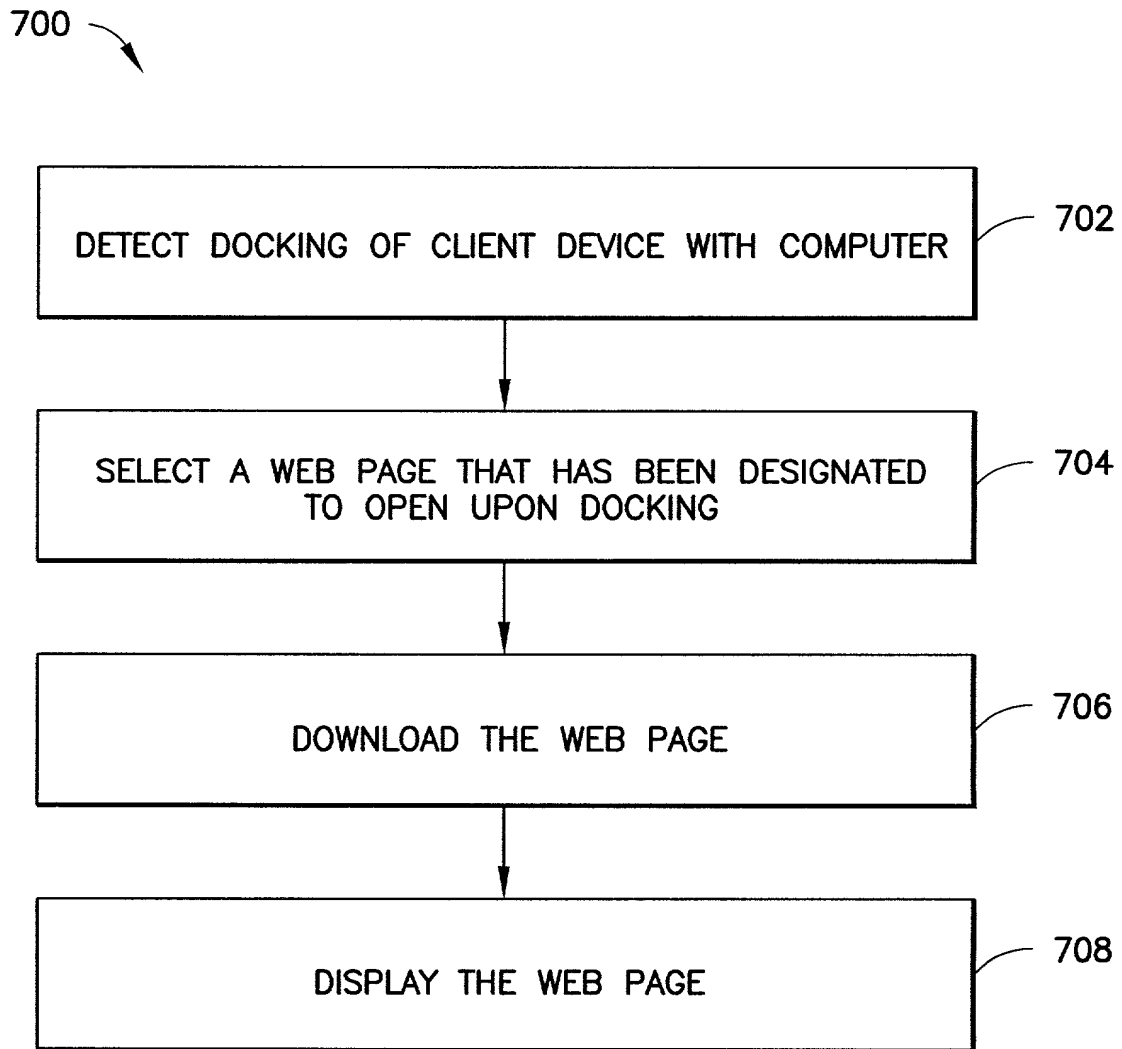 700
DETECT DOCKING OF CLIENT DEVICE WITH COMPUTER
702
SELECT A WEB PAGE THAT HAS BEEN DESIGNATED
TO OPEN UPON DOCKING
704
DOWNLOAD THE WEB PAGE
706
DISPLAY THE WEB PAGE
708